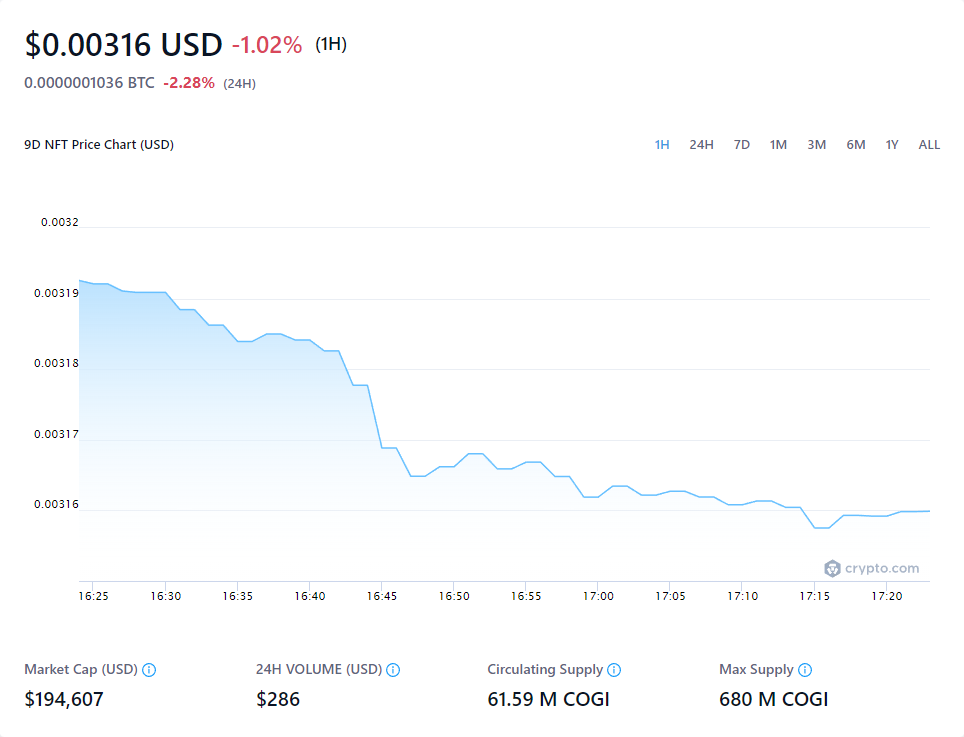 $0.00316 USD -1.02% (1H)
0.0000001036 BTC -2.28% (24H)
9D NFT Price Chart (USD) 1H 24H 7D 1M 3M 6M 1Y ALL
0.0032
0.00319
0.00318
0.00317
0.00316
crypto.com
16:25 16:30 16:35 16:40 16:45 16:50 16:55 17:00 17:05 17:10 17:15 17:20
Market Cap (USD) 24H VOLUME (USD) Circulating Supply Max Supply
$194,607 $286 61.59 M COGI 680 M COGI